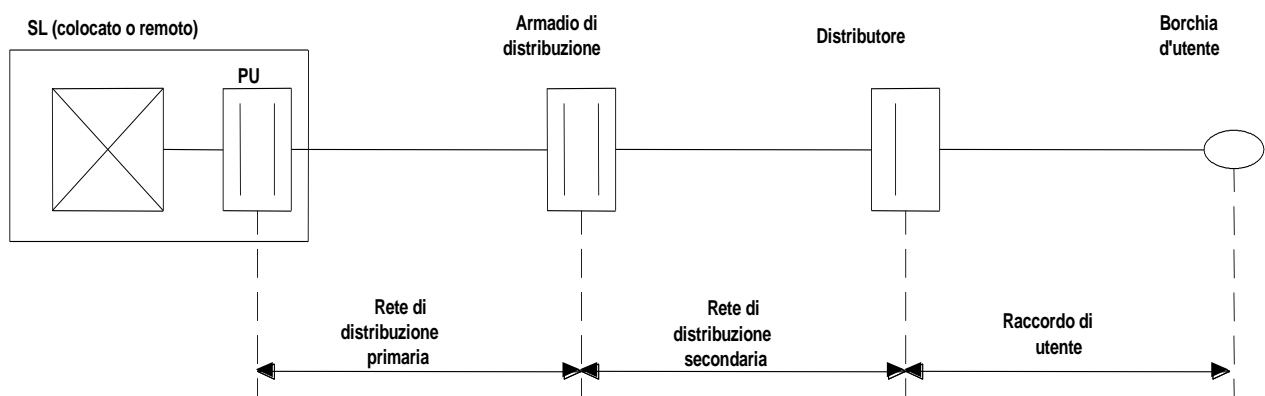 SL (colocato o remoto)
PU
Armadio di
distribuzione
Distributore
Borchia
d'utente
Rete di
distribuzione
primaria
Rete di
distribuzione
secondaria
Raccordo di
utente